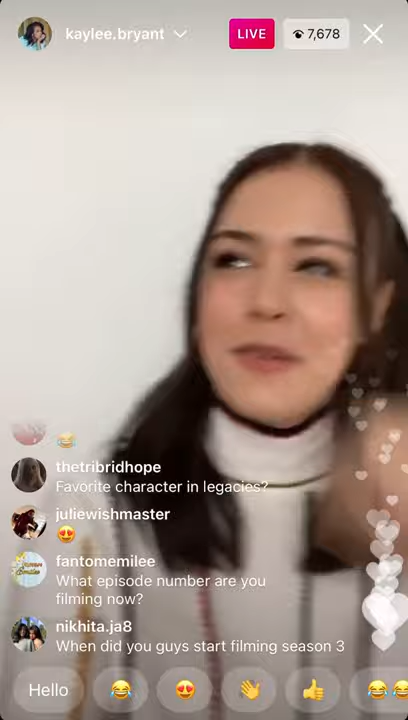 kaylee.bryant
LIVE
7,678
thetribridhope
Favorite character in legacies?
juliewishmaster
fantomemilee
What episode number are you
filming now?
nikhita.ja8
When did you guys start filming season 3
Hello